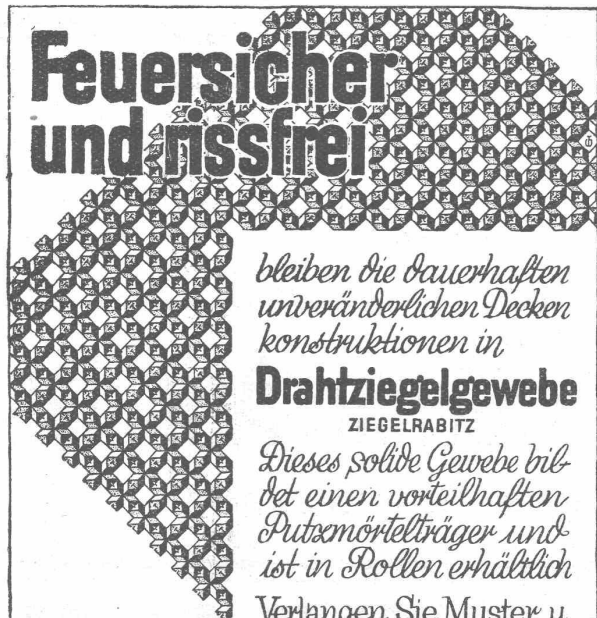 Feuersicher
und rissfrei
bleiben die dauerhaften
unveränderlichen Decken
konstruktionen in
Drahtziegelgewebe
ZIEGELRABITZ
Dieses solide Gewebe bil-
det einen vorteilhaften
Putzmörtelträger und
ist in Rollen erhältlich
Verlangen Sie Muster u.